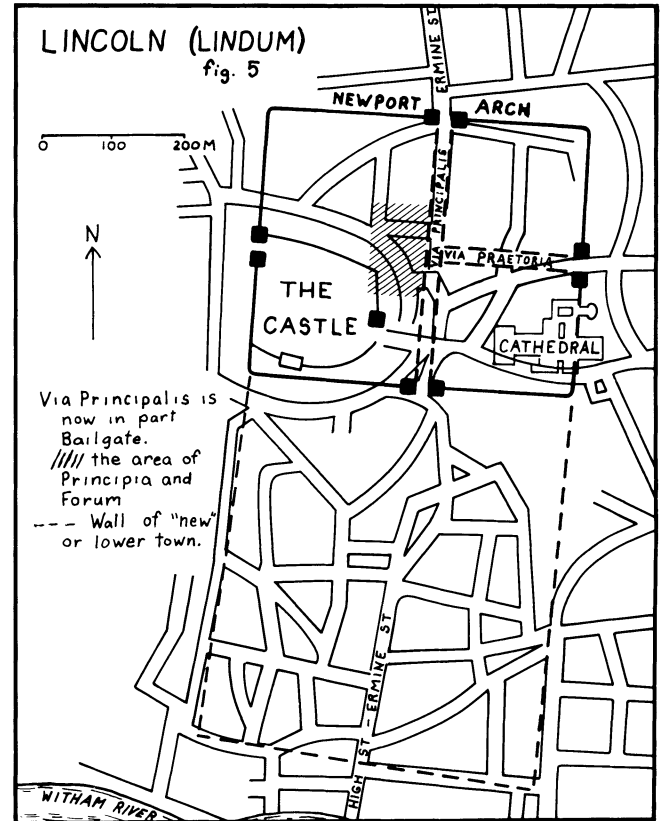 LINCOLN (LINDUM)
fig. 5
ERMINE ST
NEWPORT ARCH
0 100 200 M
VIA PRINCIPALIS
N
VIA PRAETORIA
THE
CASTLE
CATHEDRAL
Via Principalis is
now in part
Bailgate.
///// the area of
Principia and
Forum
--- Wall of "new"
or lower town.
HIGH ST - ERMINE ST
WITHAM RIVER